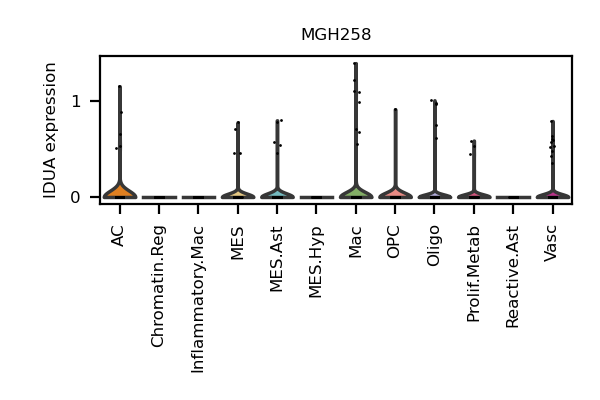 MGH258
IDUA expression
1
0
AC
Chromatin.Reg
Inflammatory.Mac
MES
MES.Ast
MES.Hyp
Mac
OPC
Oligo
Prolif.Metab
Reactive.Ast
Vasc